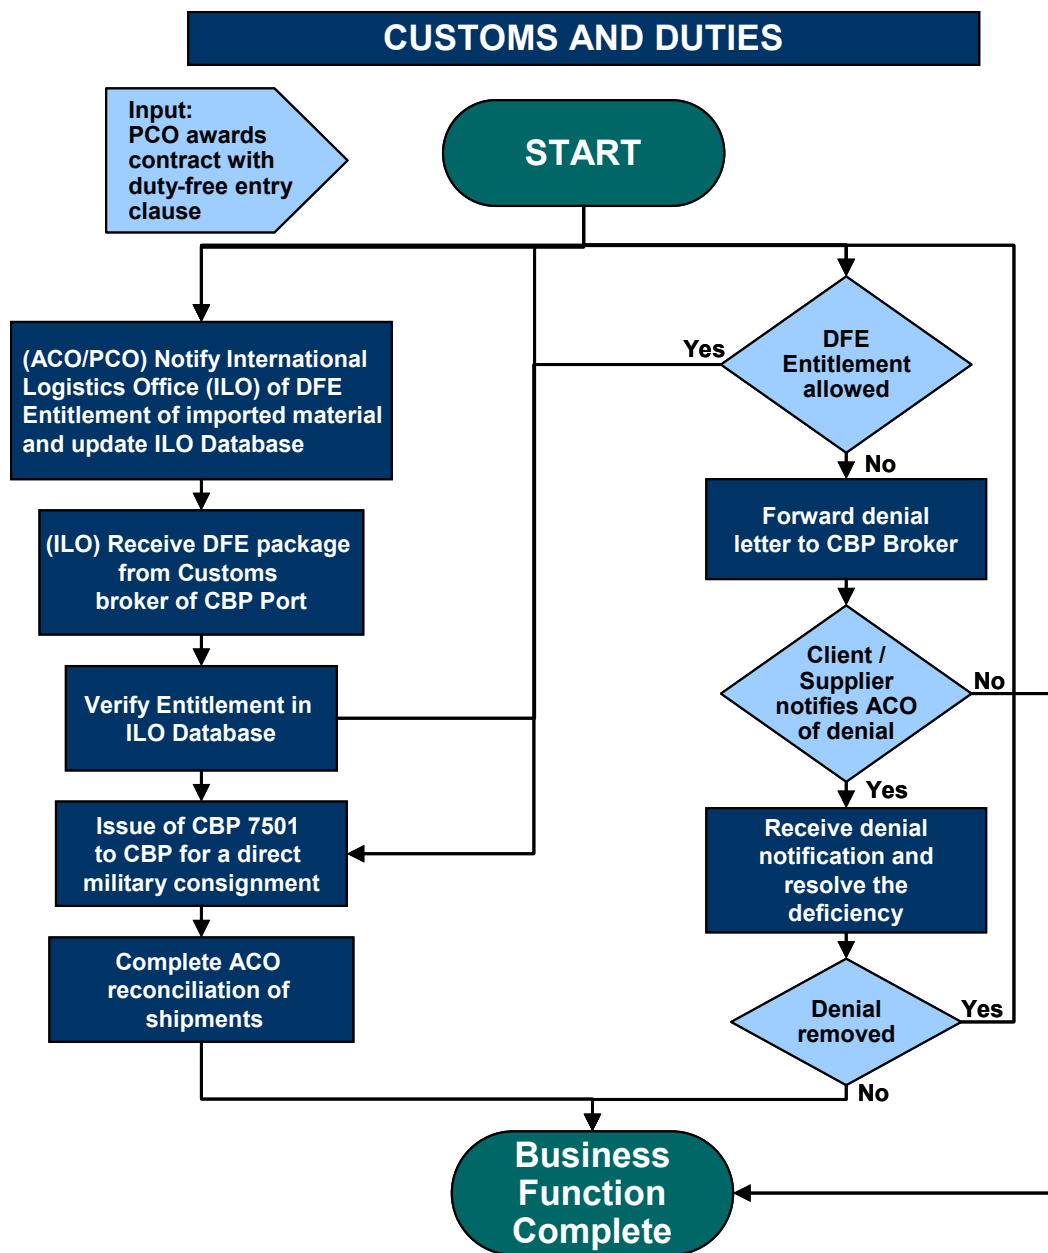 CUSTOMS AND DUTIES
Input:
PCO awards
contract with
duty-free entry
clause
START
(ACO/PCO) Notify International
Logistics Office (ILO) of DFE
Entitlement of imported material
and update ILO Database
(ILO) Receive DFE package
from Customs
broker of CBP Port
Verify Entitlement in
ILO Database
Issue of CBP 7501
to CBP for a direct
military consignment
Complete ACO
reconciliation of
shipments
Yes
DFE
Entitlement
allowed
No
Forward denial
letter to CBP Broker
Client /
Supplier
notifies ACO
of denial
No
Yes
Receive denial
notification and
resolve the
deficiency
Denial
removed
Yes
No
Business
Function
Complete